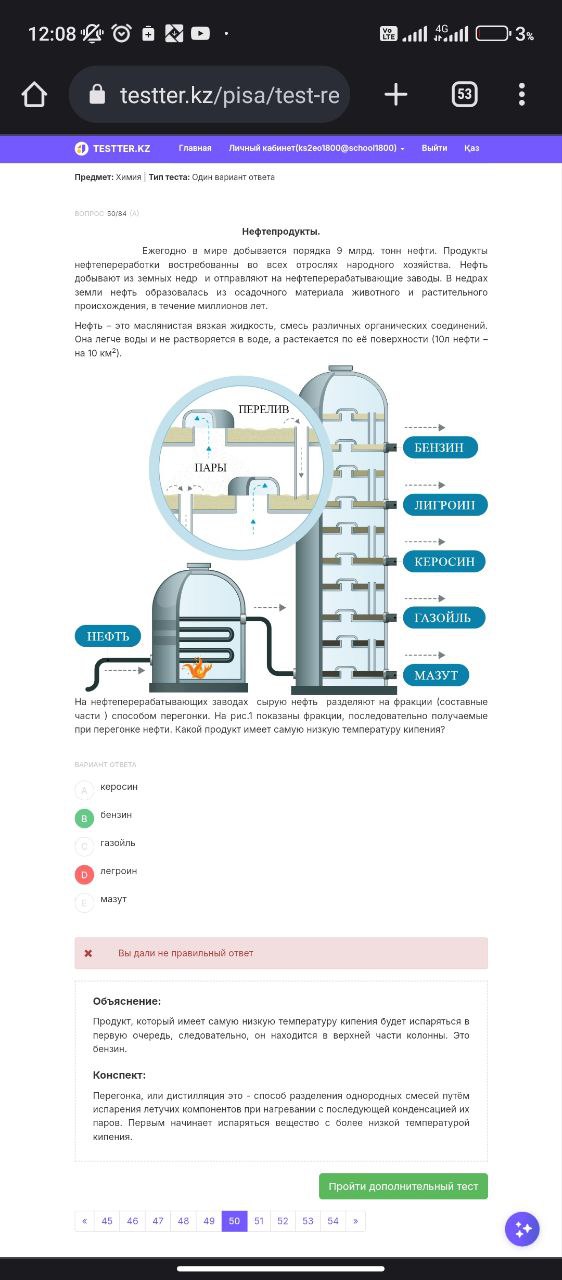 12:08
Vo LTE 4G 3%
testter.kz/pisa/test-re
53
TESTTER.KZ Главная Личный кабинет(ks2eo1800@school1800) Выйти Қаз
Предмет: Химия | Тип теста: Один вариант ответа
ВОПРОС 50/84 (A)
Нефтепродукты.
Ежегодно в мире добывается порядка 9 млрд. тонн нефти. Продукты
нефтепереработки востребованны во всех отрослях народного хозяйства. Нефть
добывают из земных недр и отправляют на нефтеперерабатывающие заводы. В недрах
земли нефть образовалась из осадочного материала животного и растительного
происхождения, в течение миллионов лет.
Нефть – это маслянистая вязкая жидкость, смесь различных органических соединений.
Она легче воды и не растворяется в воде, а растекается по её поверхности (10л нефти –
на 10 км²).
ПЕРЕЛИВ
ПАРЫ
БЕНЗИН
ЛИГРОИН
КЕРОСИН
ГАЗОЙЛЬ
НЕФТЬ
МАЗУТ
На нефтеперерабатывающих заводах сырую нефть разделяют на фракции (составные
части ) способом перегонки. На рис.1 показаны фракции, последовательно получаемые
при перегонке нефти. Какой продукт имеет самую низкую температуру кипения?
ВАРИАНТ ОТВЕТА
A керосин
B бензин
C газойль
D легроин
E мазут
Вы дали не правильный ответ
Объяснение:
Продукт, который имеет самую низкую температуру кипения будет испаряться в
первую очередь, следовательно, он находится в верхней части колонны. Это
бензин.
Конспект:
Перегонка, или дистилляция это - способ разделения однородных смесей путём
испарения летучих компонентов при нагревании с последующей конденсацией их
паров. Первым начинает испаряться вещество с более низкой температурой
кипения.
Пройти дополнительный тест
« 45 46 47 48 49 50 51 52 53 54 »